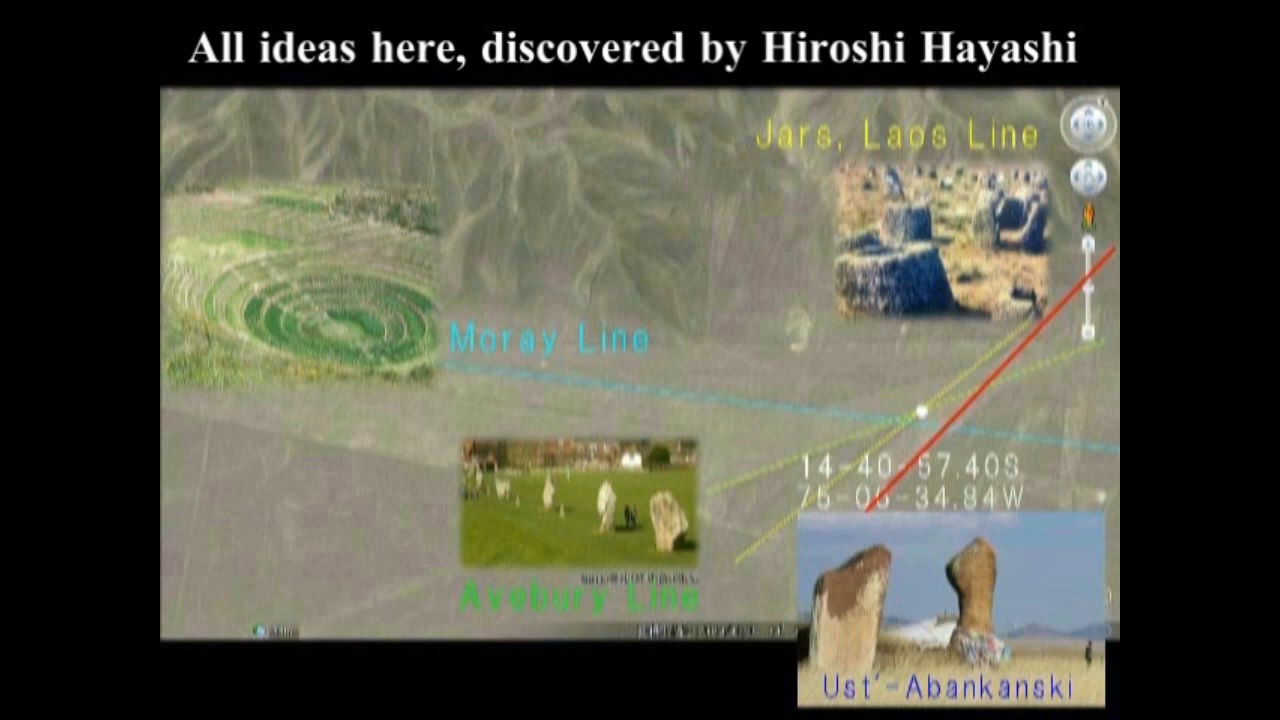 All ideas here, discovered by Hiroshi Hayashi
Jars, Laos Line
Moray Line
14-40-57.40S
75-06-34.84W
Avebury Line
Ust'-Abankanski